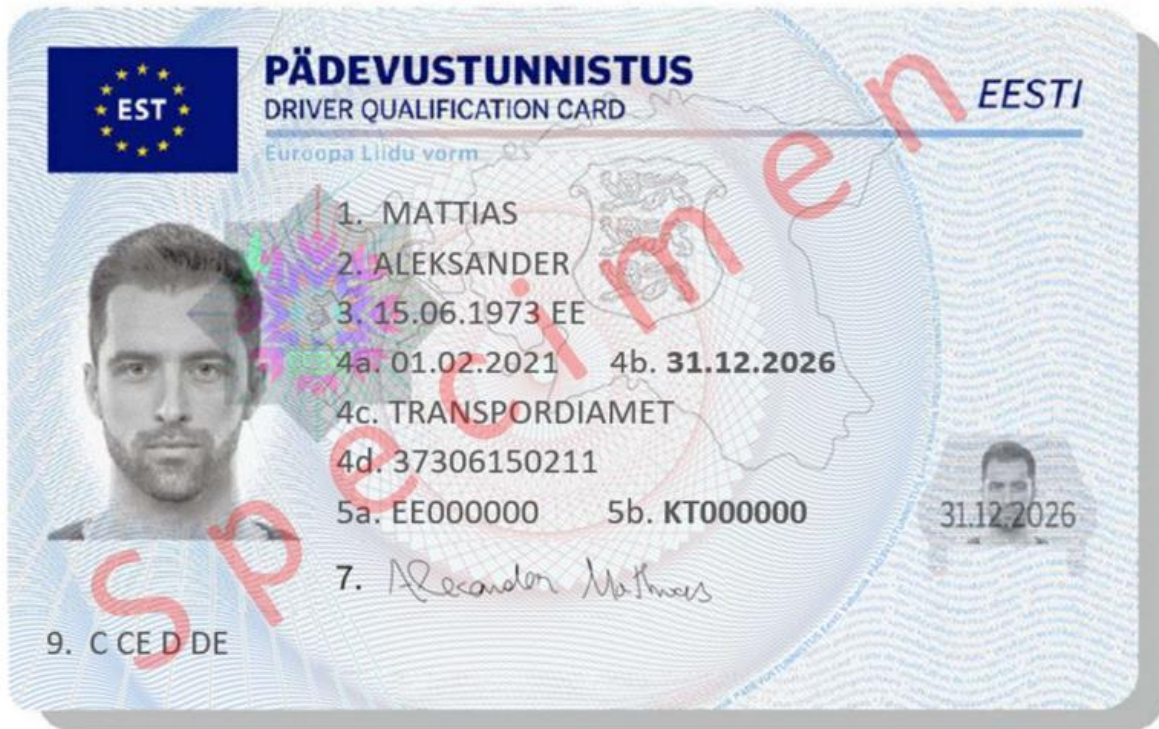 EST
PÄDEVUSTUNNISTUS
DRIVER QUALIFICATION CARD
EESTI
Euroopa Liidu vorm
1. MATTIAS
2. ALEKSANDER
3. 15.06.1973 EE
4a. 01.02.2021 4b. 31.12.2026
4c. TRANSPORDIAMET
4d. 37306150211
5a. EE000000 5b. KT000000
31.12.2026
7.
9. C CE D DE
Specimen